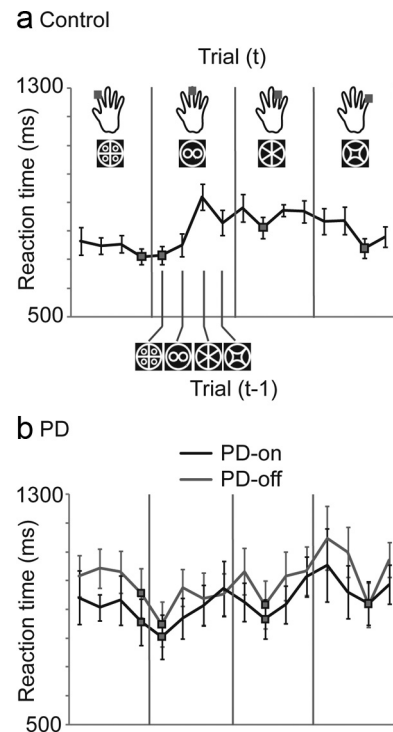 a Control
Trial (t)
1300
Reaction time (ms)
500
Trial (t-1)
b PD
PD-on
PD-off
1300
Reaction time (ms)
500